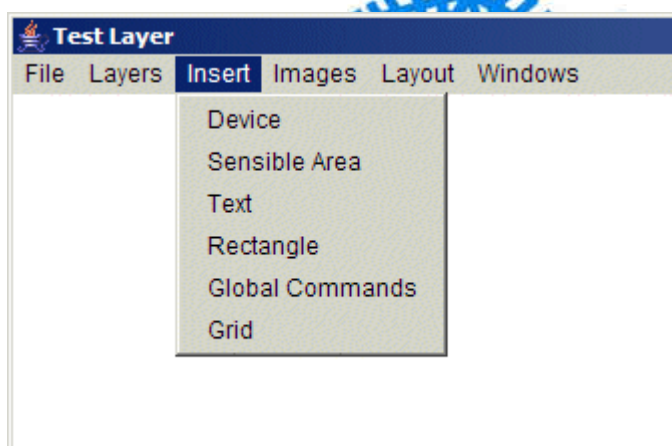 Test Layer
File Layers Insert Images Layout Windows
Device
Sensible Area
Text
Rectangle
Global Commands
Grid